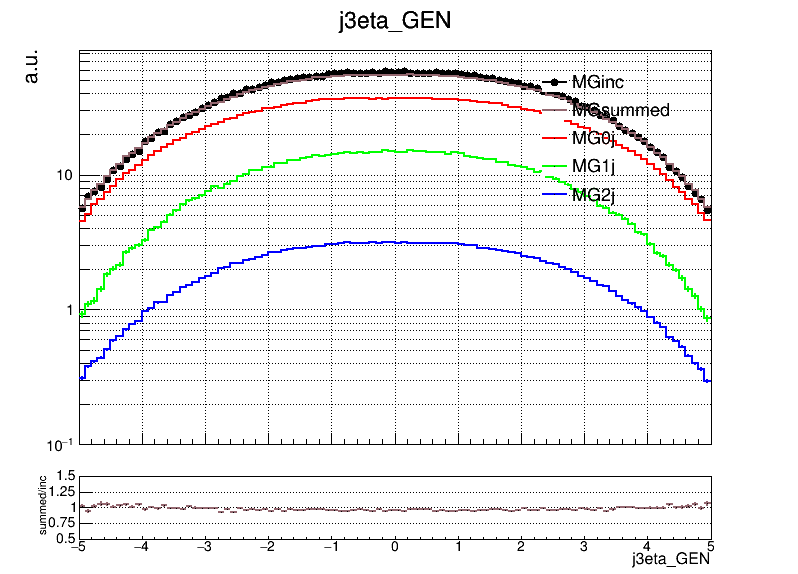 j3eta_GEN
a.u.
MGinc
MGsummed
MG0j
MG1j
MG2j
10
1
10⁻¹
summed/inc
1.5
1.25
1
0.75
0.5
−5 −4 −3 −2 −1 0 1 2 3 4 5
j3eta_GEN